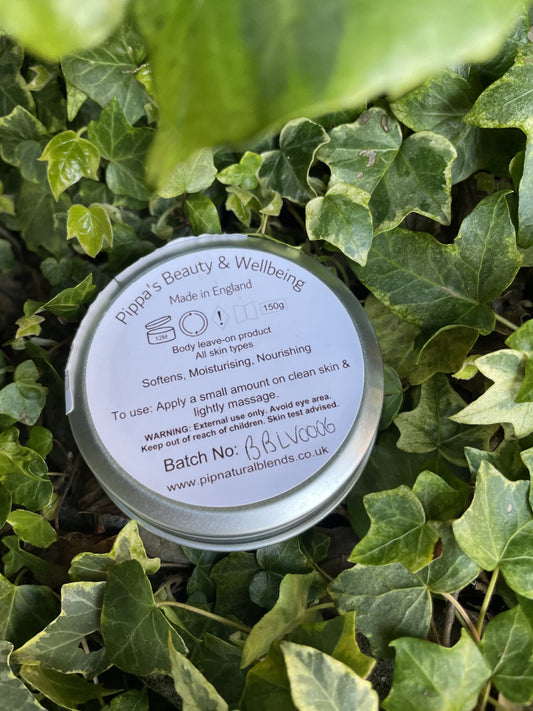 Pippa's Beauty & Wellbeing
Made in England
12M 150g
Body leave-on product
All skin types
Softens, Moisturising, Nourishing
To use: Apply a small amount on clean skin &
lightly massage.
WARNING: External use only. Avoid eye area.
Keep out of reach of children. Skin test advised.
Batch No: BBLV0006
www.pipnaturalblends.co.uk